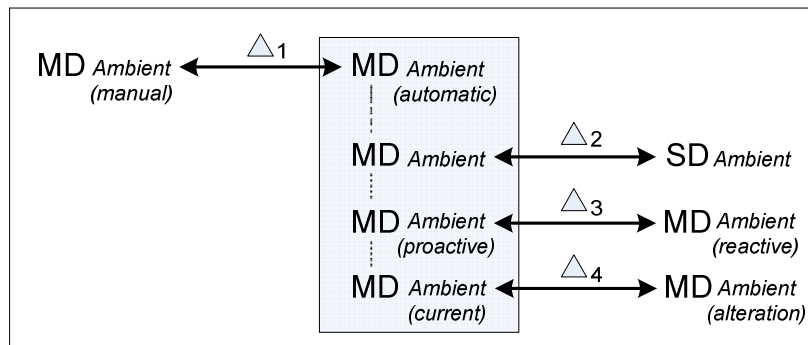 △1
MD Ambient (manual) MD Ambient (automatic)
△2
MD Ambient SD Ambient
△3
MD Ambient (proactive) MD Ambient (reactive)
△4
MD Ambient (current) MD Ambient (alteration)